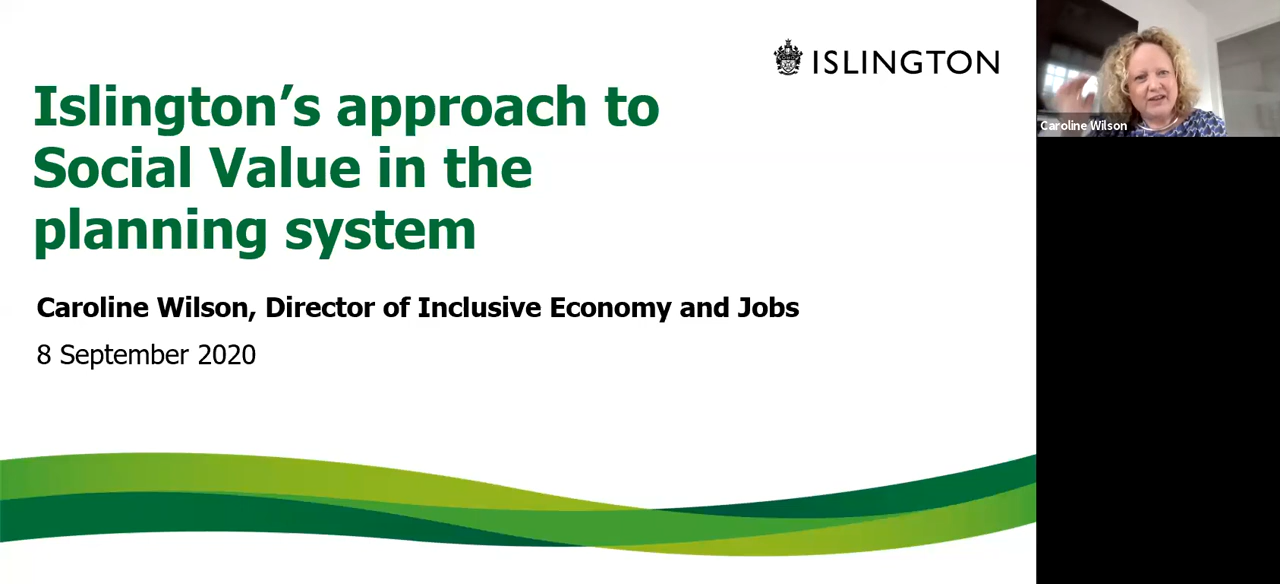 ISLINGTON
Islington’s approach to
Social Value in the
planning system
Caroline Wilson, Director of Inclusive Economy and Jobs
8 September 2020
Caroline Wilson